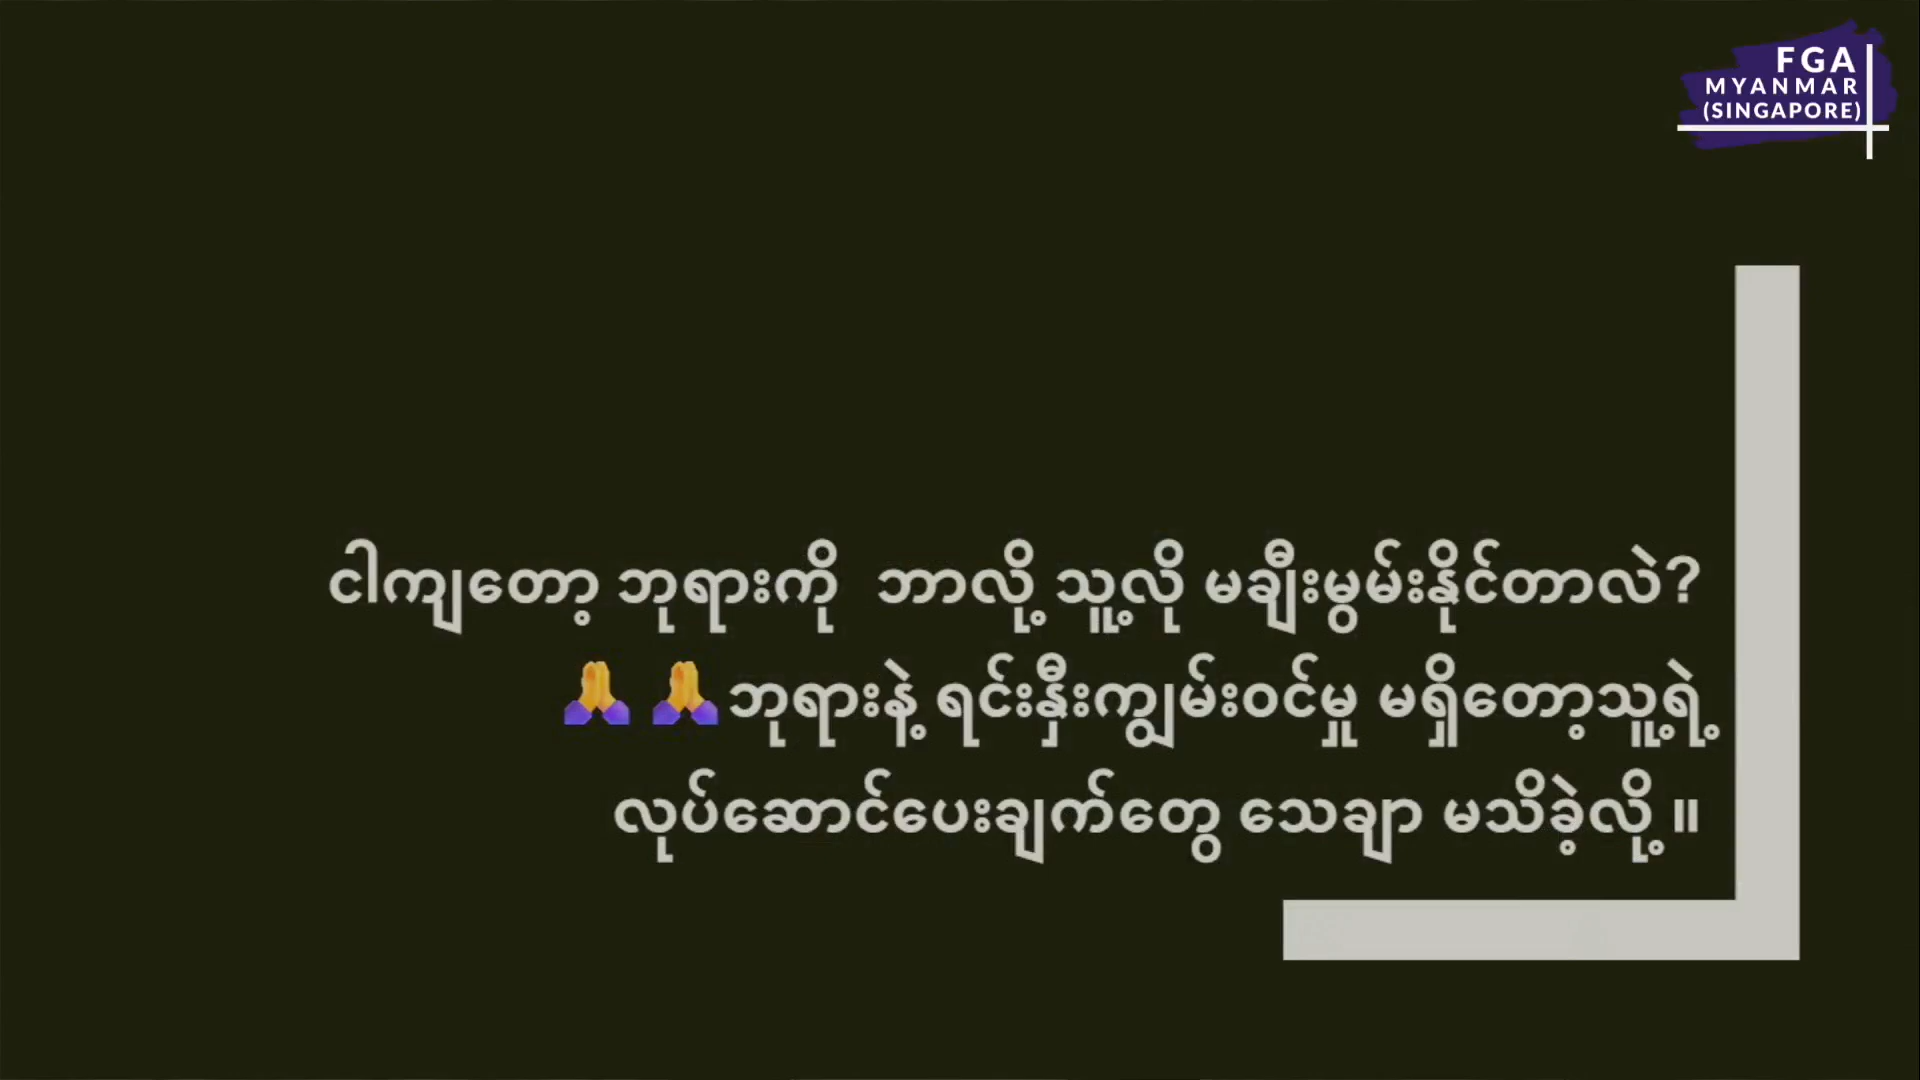 FGA
MYANMAR
(SINGAPORE)
ငါကျတော့ ဘုရားကို ဘာလို့ သူ့လို မချီးမွမ်းနိုင်တာလဲ?
🙏 🙏ဘုရားနဲ့ ရင်းနှီးကျွမ်းဝင်မှု မရှိတော့သူ့ရဲ့
လုပ်ဆောင်ပေးချက်တွေ သေချာ မသိခဲ့လို့ ။